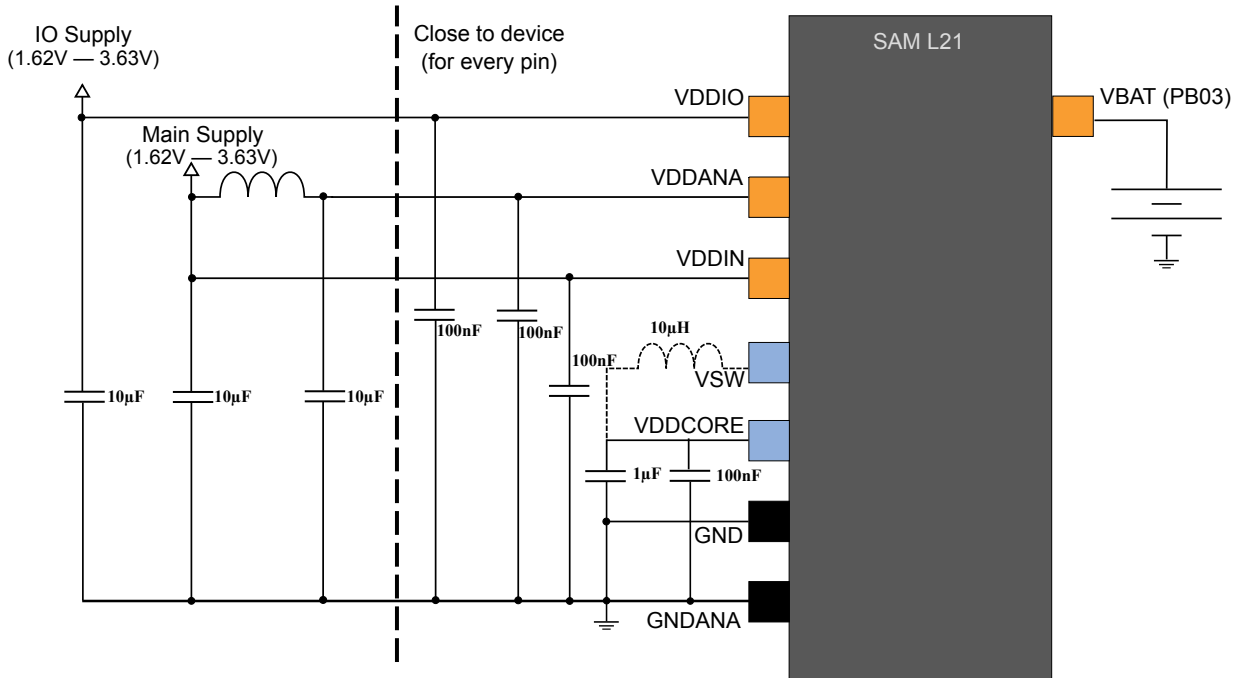 IO Supply
(1.62V — 3.63V)
Close to device
(for every pin)
SAM L21
VDDIO
VBAT (PB03)
Main Supply
(1.62V — 3.63V)
VDDANA
VDDIN
100nF
100nF
10µH
100nF
VSW
10µF
10µF
10µF
VDDCORE
1µF
100nF
GND
GNDANA